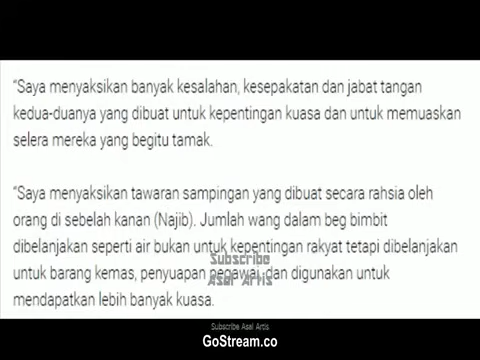 “Saya menyaksikan banyak kesalahan, kesepakatan dan jabat tangan
kedua-duanya yang dibuat untuk kepentingan kuasa dan untuk memuaskan
selera mereka yang begitu tamak.
“Saya menyaksikan tawaran sampingan yang dibuat secara rahsia oleh
orang di sebelah kanan (Najib). Jumlah wang dalam beg bimbit
dibelanjakan seperti air bukan untuk kepentingan rakyat tetapi dibelanjakan
untuk barang kemas, penyuapan pegawai, dan digunakan untuk
mendapatkan lebih banyak kuasa.
Subscribe
Asal Artis
Subscribe Asal Artis
GoStream.co